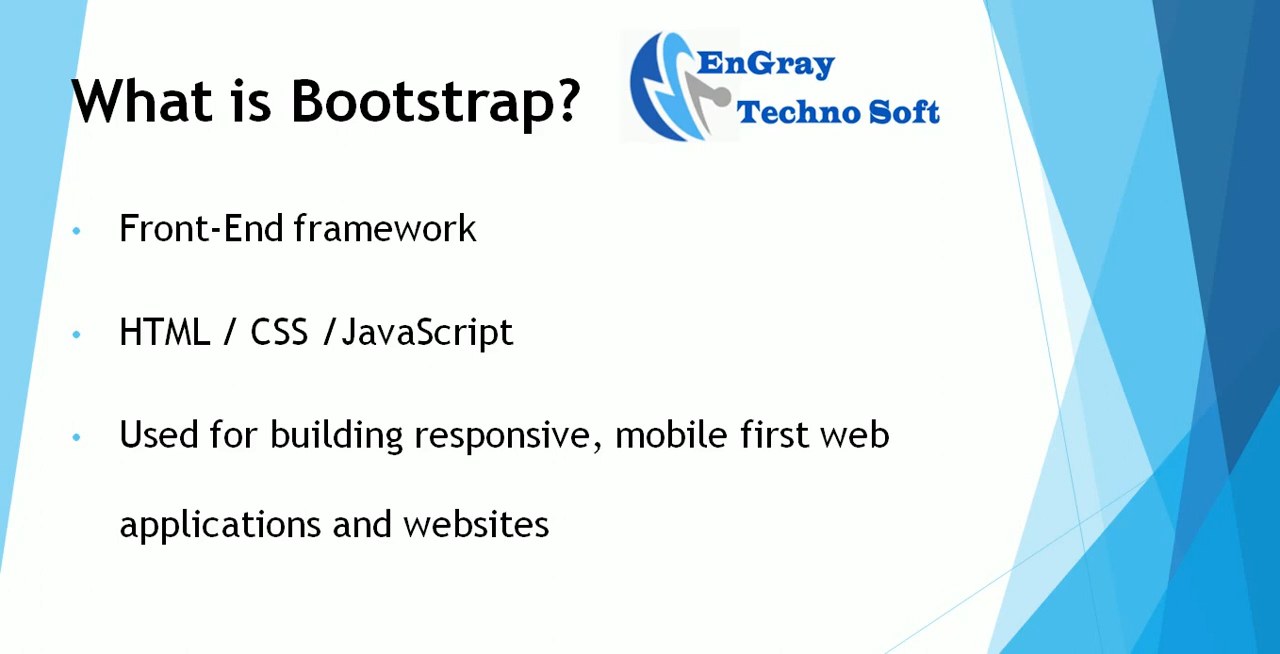 What is Bootstrap?
EnGray
Techno Soft
• Front-End framework
• HTML / CSS /JavaScript
• Used for building responsive, mobile first web
applications and websites